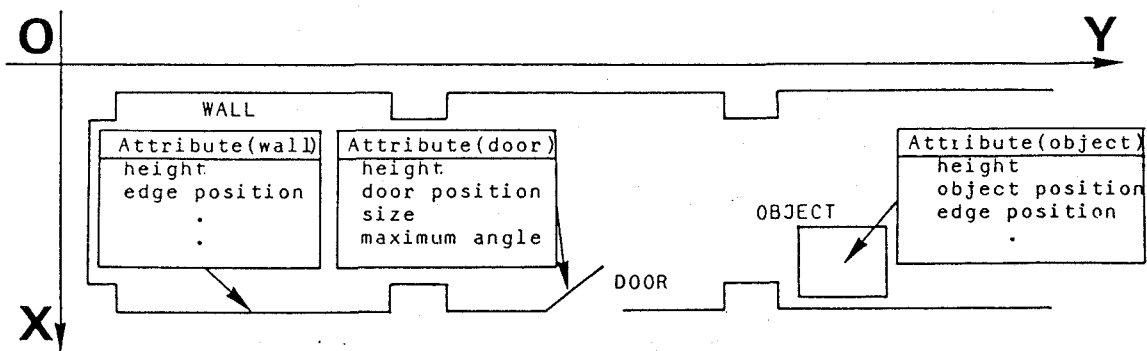 O
Y
WALL
Attribute(wall)
height
edge position
.
.
Attribute(door)
height
door position
size
maximum angle
OBJECT
Attribute(object)
height
object position
edge position
.
DOOR
X